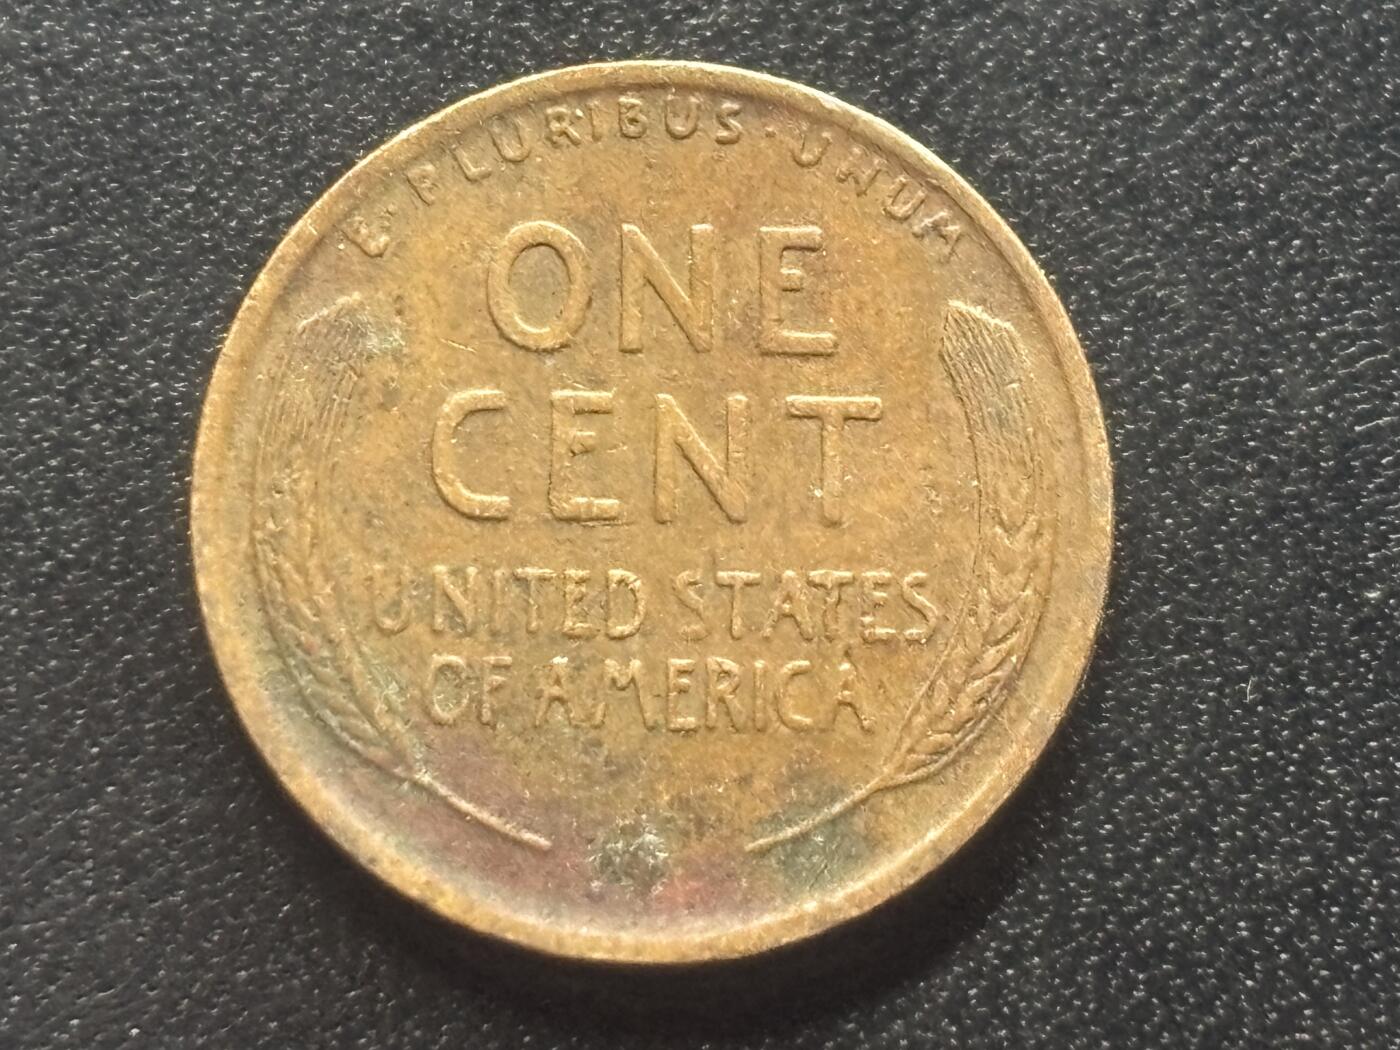 E·PLURIBUS·UNUM
ONE
CENT
UNITED STATES
OF AMERICA